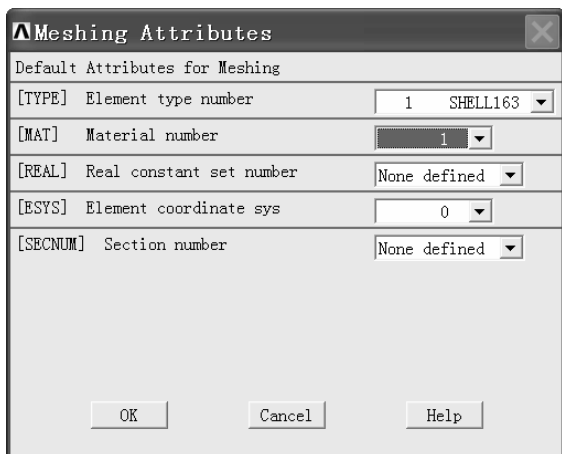 Meshing Attributes
Default Attributes for Meshing
[TYPE] Element type number 1 SHELL163
[MAT] Material number 1
[REAL] Real constant set number None defined
[ESYS] Element coordinate sys 0
[SECNUM] Section number None defined
OK Cancel Help